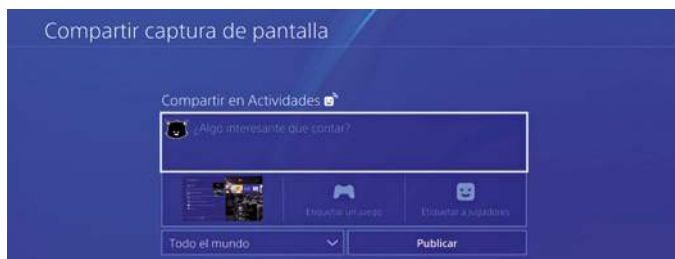 Compartir captura de pantalla
Compartir en Actividades
¿Algo interesante que contar?
Etiquetar un juego
Etiquetar a jugadores
Todo el mundo
Publicar